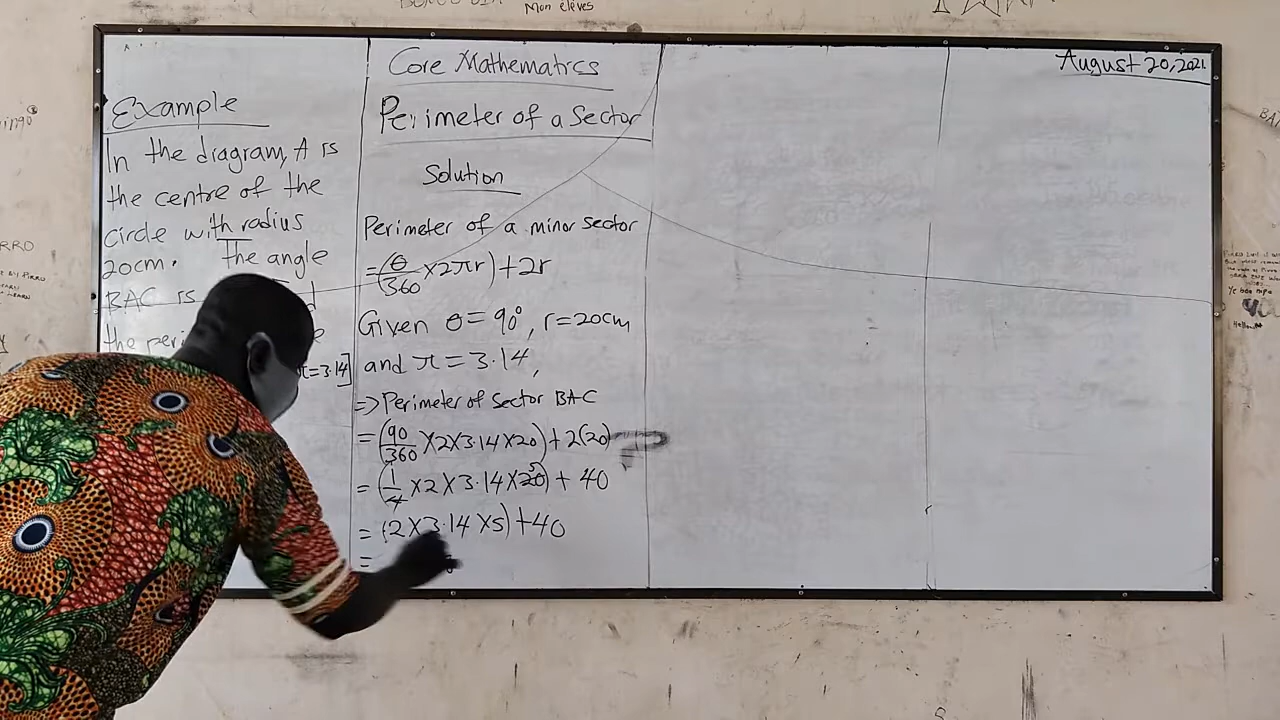 Mon élèves
Core Mathematics
August 20, 2021
Example
Perimeter of a Sector
In the diagram, A is
the centre of the
circle with radius
20cm. The angle
BAC is
the peri
π=3.14]
Solution
Perimeter of a minor sector
=(θ/360 ×2πr)+2r
Given θ=90°, r=20cm
and π=3.14,
=> Perimeter of Sector BAC
=(90/360 ×2×3.14×20)+2(20)
=(1/4 ×2×3.14×20 5)+ 40
=(2×3.14×5)+40
=